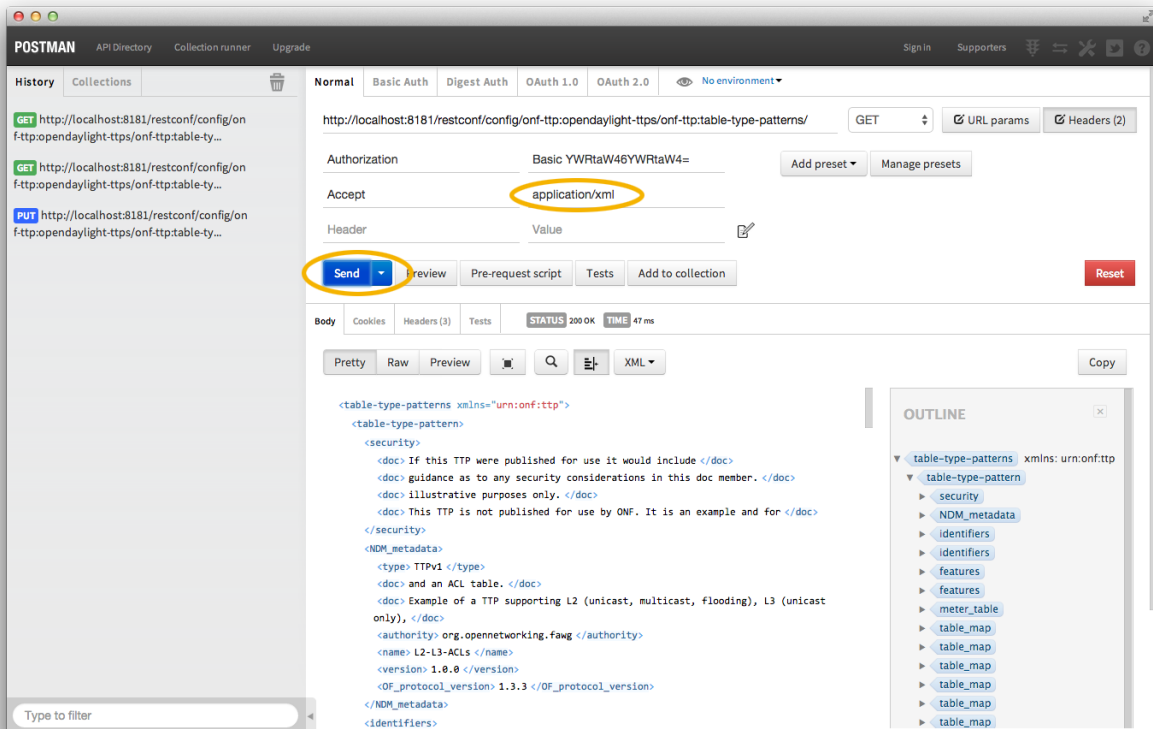 POSTMAN API Directory Collection runner Upgrade Sign in Supporters
History Collections
GET http://localhost:8181/restconf/config/on
f-ttp:opendaylight-ttps/onf-ttp:table-ty...
GET http://localhost:8181/restconf/config/on
f-ttp:opendaylight-ttps/onf-ttp:table-ty...
PUT http://localhost:8181/restconf/config/on
f-ttp:opendaylight-ttps/onf-ttp:table-ty...
Type to filter
Normal Basic Auth Digest Auth OAuth 1.0 OAuth 2.0 No environment
http://localhost:8181/restconf/config/onf-ttp:opendaylight-ttps/onf-ttp:table-type-patterns/ GET URL params Headers (2)
Authorization Basic YWRtaW46YWRtaW4= Add preset Manage presets
Accept application/xml
Header Value
Send Preview Pre-request script Tests Add to collection Reset
Body Cookies Headers (3) Tests STATUS 200 OK TIME 47 ms
Pretty Raw Preview XML Copy
<table-type-patterns xmlns="urn:onf:ttp">
<table-type-pattern>
<security>
<doc> If this TTP were published for use it would include </doc>
<doc> guidance as to any security considerations in this doc member. </doc>
<doc> illustrative purposes only. </doc>
<doc> This TTP is not published for use by ONF. It is an example and for </doc>
</security>
<NDM_metadata>
<type> TTPv1 </type>
<doc> and an ACL table. </doc>
<doc> Example of a TTP supporting L2 (unicast, multicast, flooding), L3 (unicast
only), </doc>
<authority> org.opennetworking.fawg </authority>
<name> L2-L3-ACLs </name>
<version> 1.0.0 </version>
<OF_protocol_version> 1.3.3 </OF_protocol_version>
</NDM_metadata>
<identifiers>
OUTLINE
table-type-patterns xmlns: urn:onf:ttp
table-type-pattern
security
NDM_metadata
identifiers
identifiers
features
features
meter_table
table_map
table_map
table_map
table_map
table_map
table_map